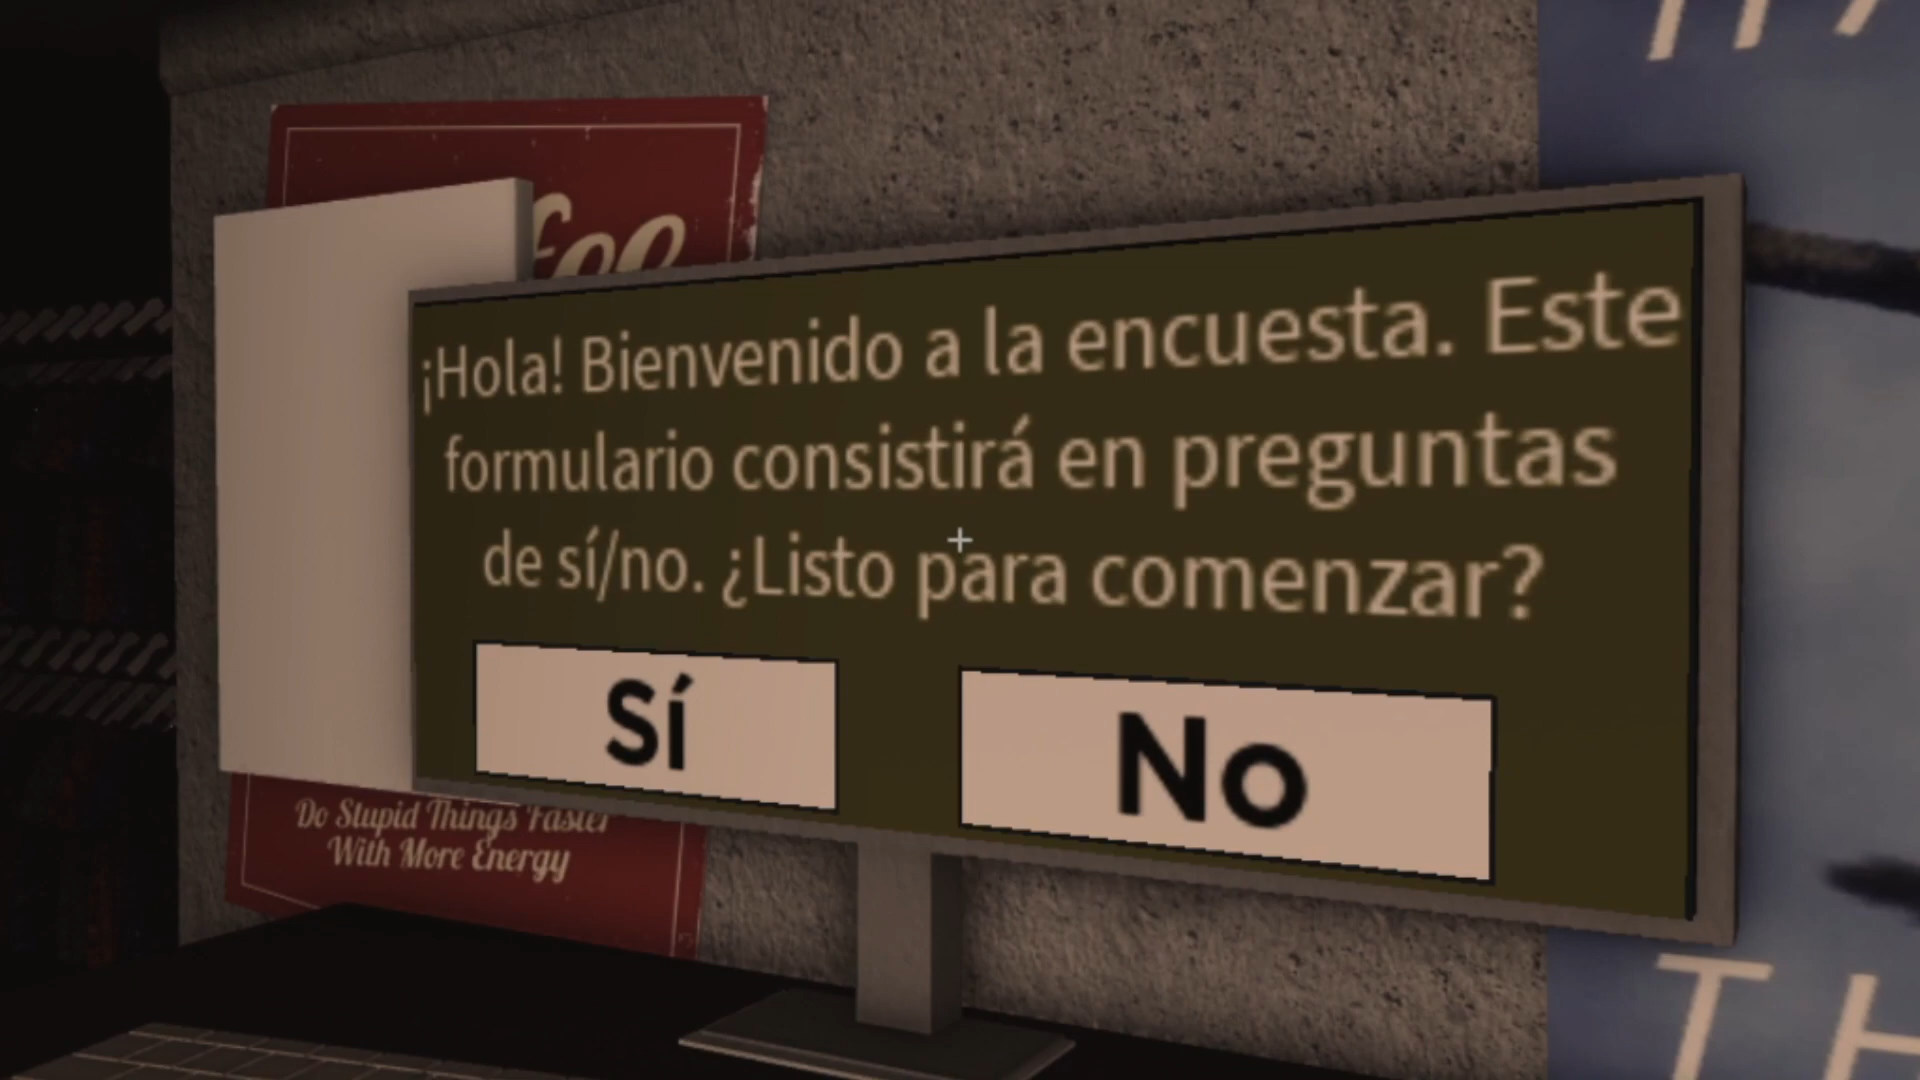 ¡Hola! Bienvenido a la encuesta. Este
formulario consistirá en preguntas
de sí/no. ¿Listo para comenzar?
Sí
No
Do Stupid Things Faster
With More Energy